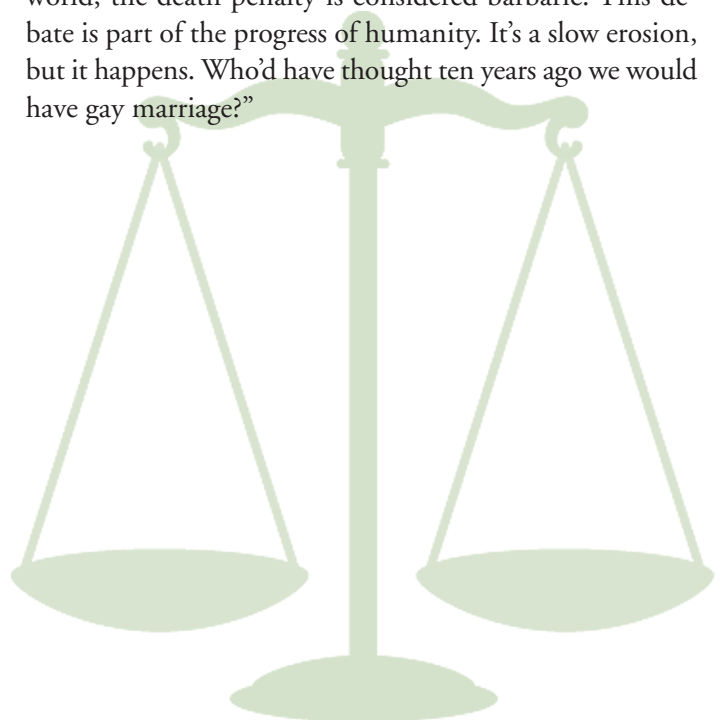 world, the death penalty is considered barbaric. This de-
bate is part of the progress of humanity. It’s a slow erosion,
but it happens. Who’d have thought ten years ago we would
have gay marriage?”